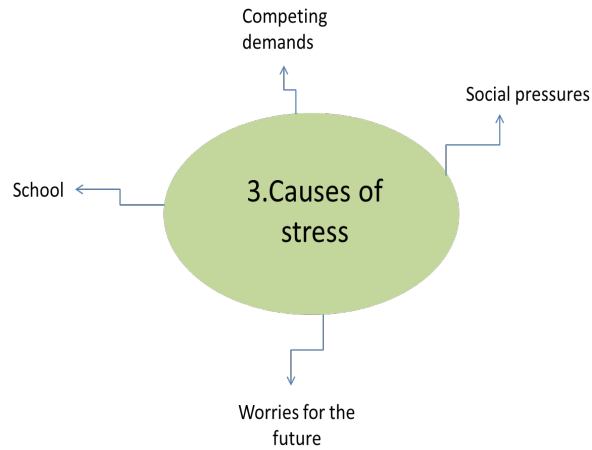 Competing
demands
Social pressures
School
3.Causes of
stress
Worries for the
future